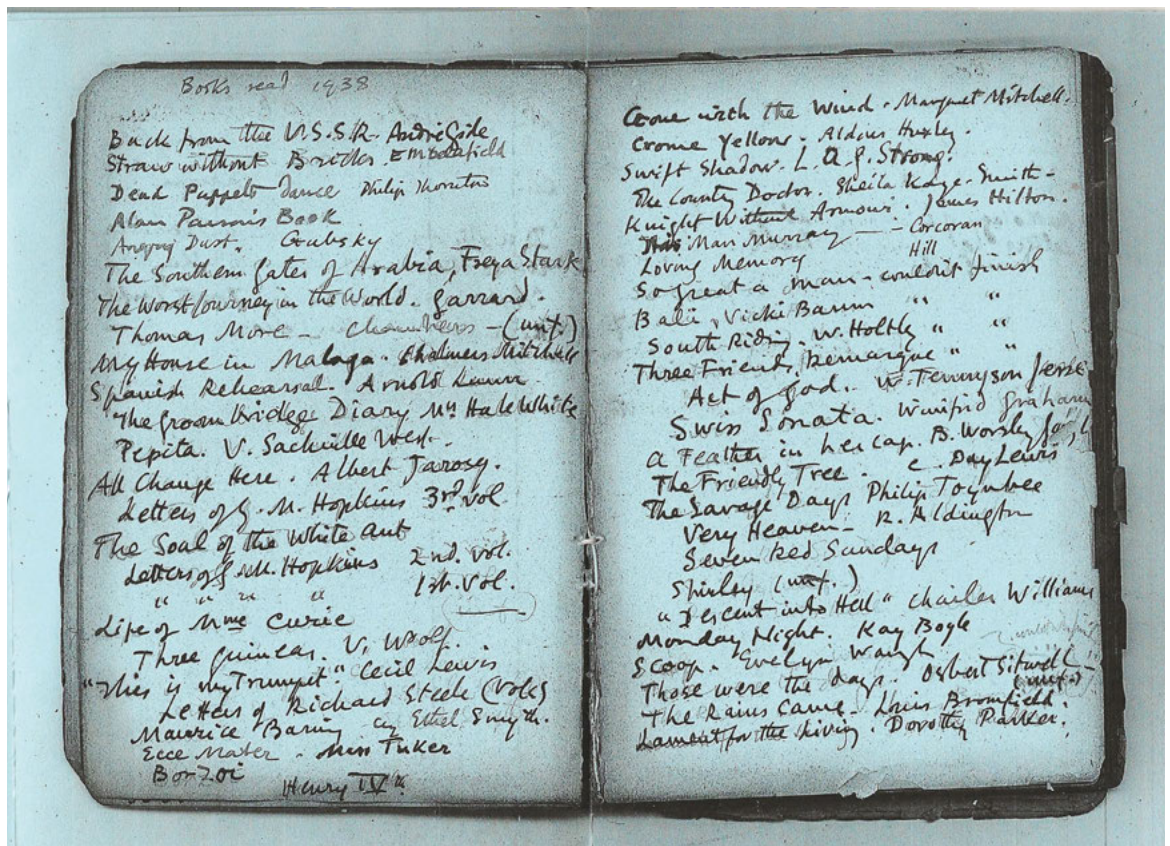 Books read 1938
Back from the U.S.S.R. André Gide
Straw without Bricks. E M Delafield
Dead Puppets Dance Philip Thornton
Alan Parsons Book
Angry Dust. Gubsky
The Southern Gates of Arabia, Freya Stark
The Worst Journey in the World. Garrard.
Thomas More - Chambers - (unf.)
My House in Malaga. Chalmers Mitchell
Spanish Rehearsal. Arnold Lunn
The Groombridge Diary Mrs Hale White
Pepita. V. Sackville West.
All Change Here. Albert Jarosy.
Letters of G. M. Hopkins 3rd vol
The Soul of the White Ant
Letters of G. M. Hopkins 2nd. vol.
" " " " 1st. vol.
Life of Mme Curie
Three Guineas. V. Woolf.
"This is my Trumpet" Cecil Lewis
Letters of Richard Steele (vols)
Maurice Baring by Ethel Smyth.
Ecce Mater. Miss Tuker
Borzoi
Henry IVth.
Gone with the Wind. Margaret Mitchell.
Crome Yellow. Aldous Huxley.
Swift Shadow. L. A. G. Strong.
The County Doctor. Sheila Kaye-Smith-
Knight Without Armour. James Hilton.
This Man Murray - - Corcoran
Loving Memory Hill
So great a man - couldn't finish
Bali, Vicki Baum " "
South Riding. W. Holtby " "
Three Friends, Remarque " "
Act of God. - W. Tennyson Jesse
Swiss Sonata. Winifrid Graham
A Feather in her cap. B. Worsley
The Friendly Tree. C. Day Lewis
The Savage Days Philip Toynbee
Very Heaven - R. Aldington
Seven Red Sundays
Shirley (unf.)
"Descent into Hell" Charles Williams
Monday Night. Kay Boyle
Scoop. Evelyn Waugh
Those were the days. Osbert Sitwell - (unf.)
The Rains Came - Louis Bromfield.
Lament for the Living. Dorothy Parker.